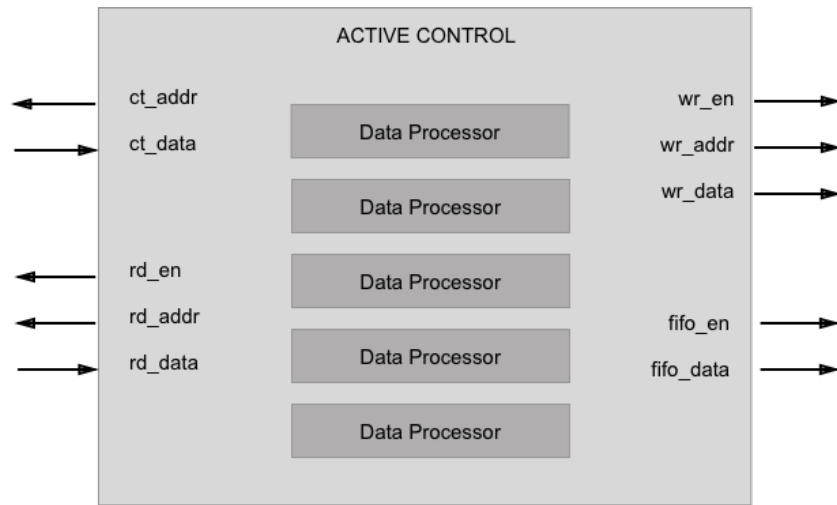 ACTIVE CONTROL
ct_addr
ct_data
rd_en
rd_addr
rd_data
Data Processor
Data Processor
Data Processor
Data Processor
Data Processor
wr_en
wr_addr
wr_data
fifo_en
fifo_data